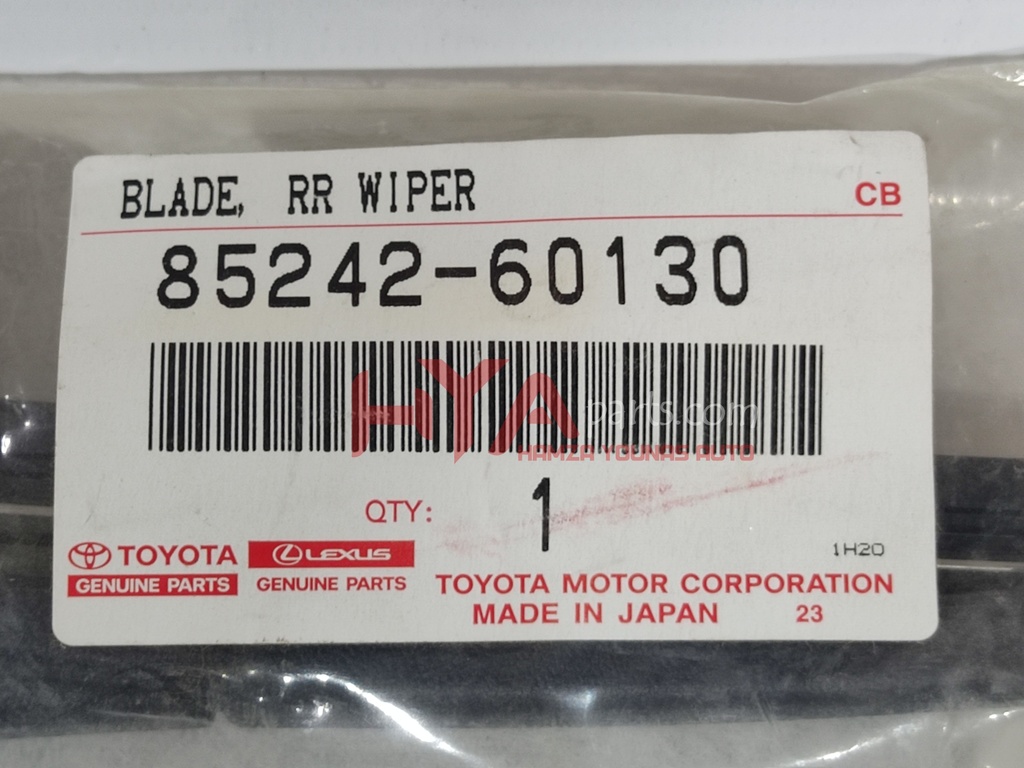 BLADE, RR WIPER
CB
85242-60130
HYA parts.com
HAMZA YOUNAS AUTO
QTY: 1
1H20
TOYOTA
GENUINE PARTS
LEXUS
GENUINE PARTS
TOYOTA MOTOR CORPORATION
MADE IN JAPAN 23